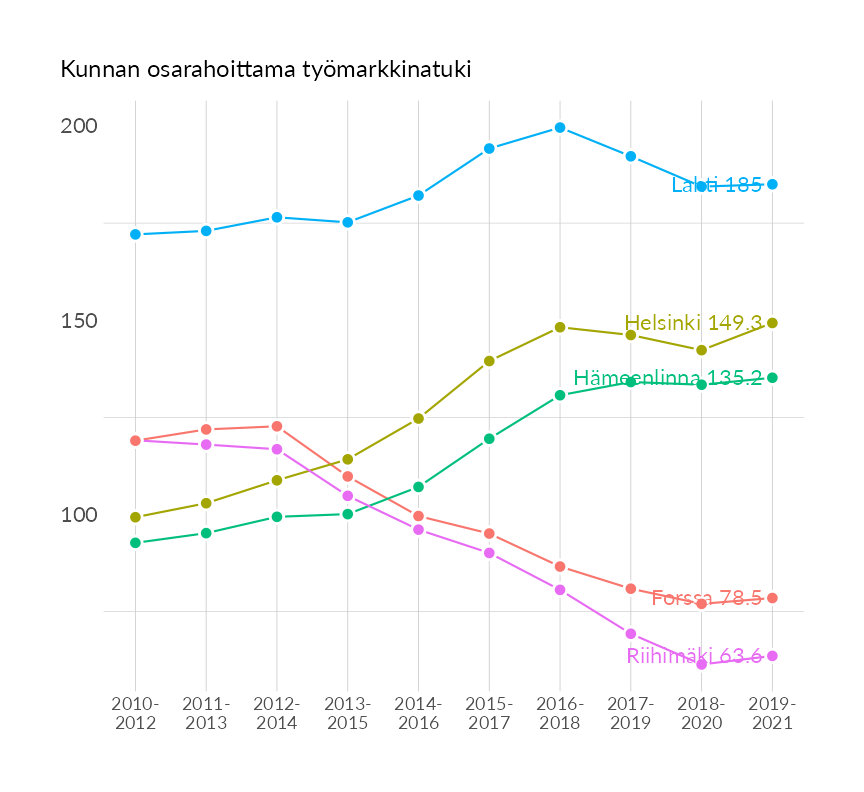 Kunnan osarahoittama työmarkkinatuki
200
Lahti 185
150
Helsinki 149.3
Hämeenlinna 135.2
100
Forssa 78.5
Riihimäki 63.6
2010- 2011- 2012- 2013- 2014- 2015- 2016- 2017- 2018- 2019-
2012 2013 2014 2015 2016 2017 2018 2019 2020 2021